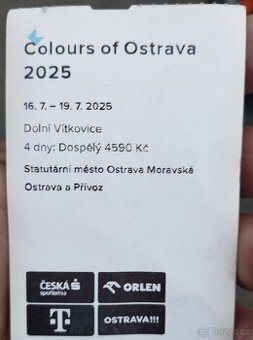 Colours of Ostrava
2025
16. 7. – 19. 7. 2025
Dolní Vítkovice
4 dny: Dospělý 4590 Kč
Statutární město Ostrava Moravská
Ostrava a Přívoz
ČESKÁ
spořitelna
ORLEN
T
OSTRAVA!!!